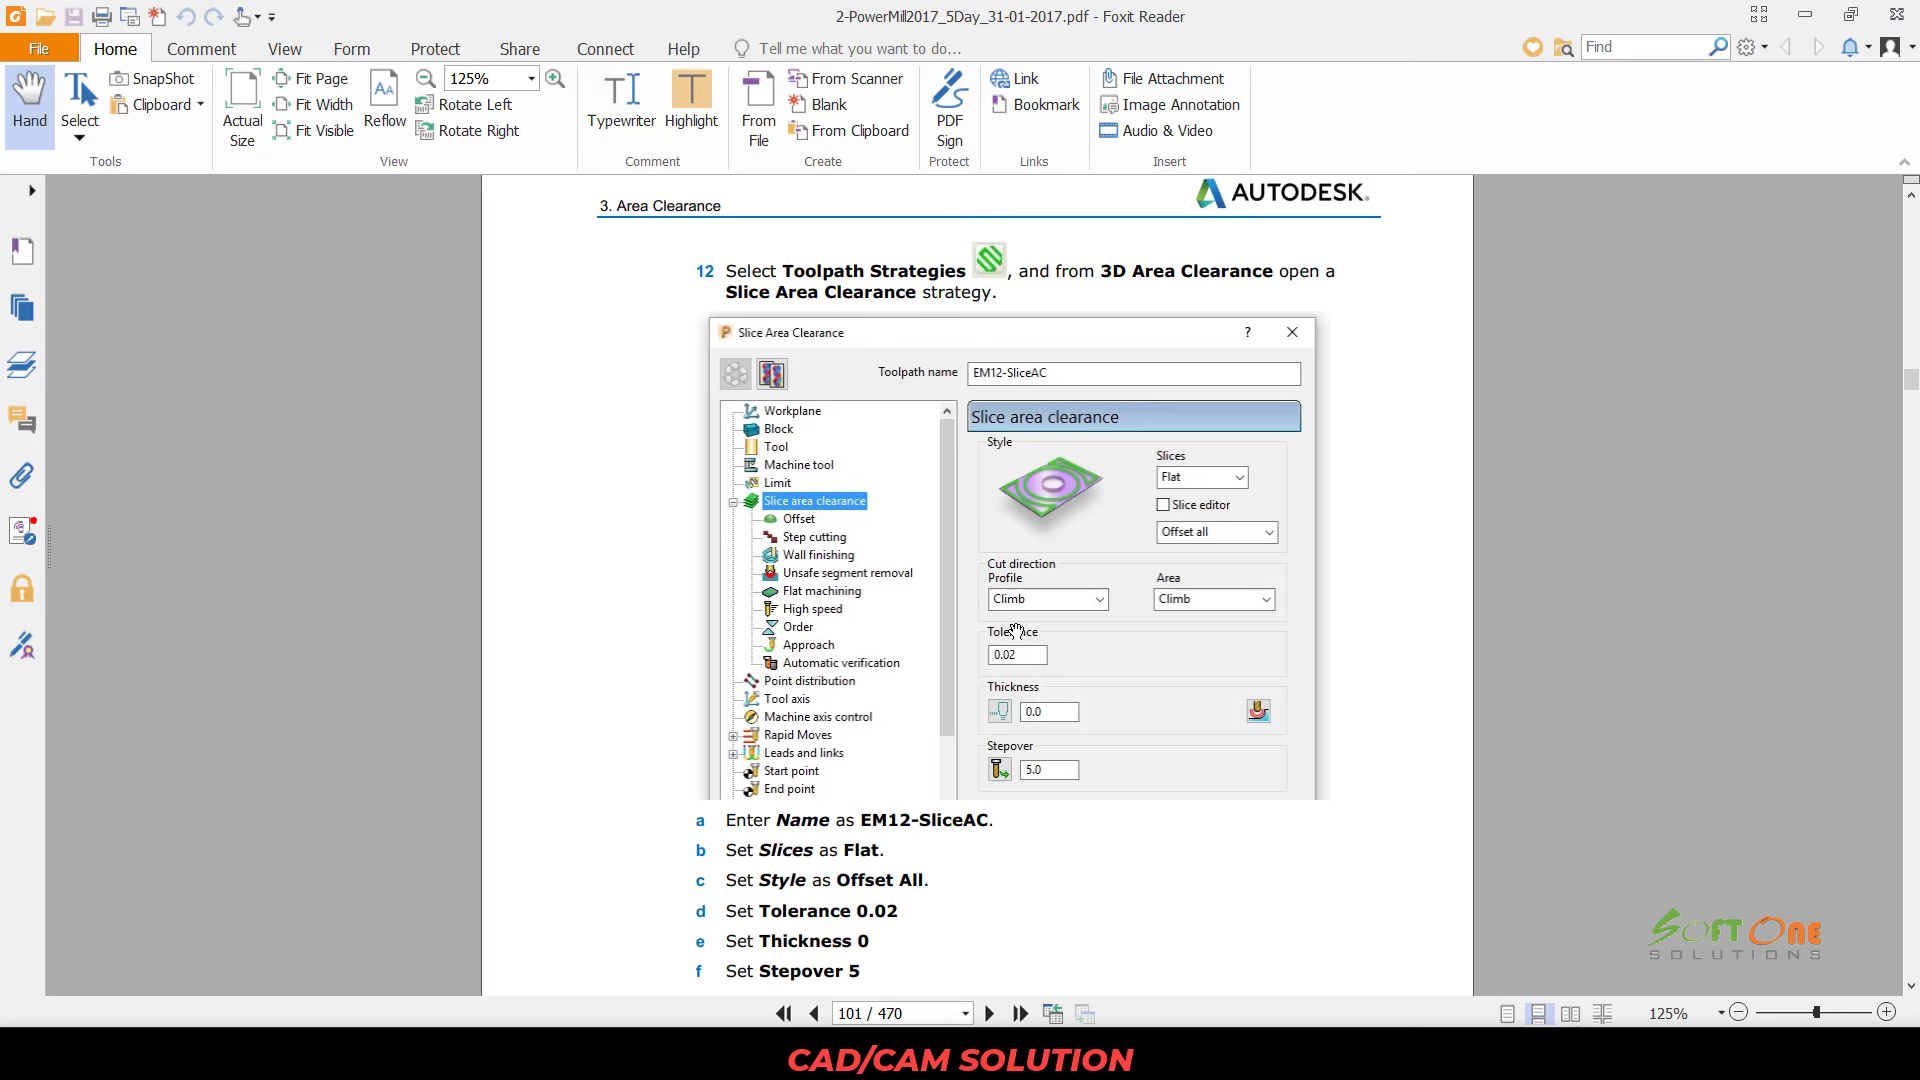 2-PowerMill2017_5Day_31-01-2017.pdf - Foxit Reader
File Home Comment View Form Protect Share Connect Help Tell me what you want to do... Find
Hand
Select
SnapShot
Clipboard
Tools
Actual Size
Fit Page
Fit Width
Fit Visible
Reflow
125%
Rotate Left
Rotate Right
View
Typewriter
Highlight
Comment
From File
From Scanner
Blank
From Clipboard
Create
PDF Sign
Protect
Link
Bookmark
Links
File Attachment
Image Annotation
Audio & Video
Insert
3. Area Clearance
AUTODESK.
12 Select Toolpath Strategies , and from 3D Area Clearance open a
Slice Area Clearance strategy.
Slice Area Clearance ?
Toolpath name EM12-SliceAC
Workplane
Block
Tool
Machine tool
Limit
Slice area clearance
Offset
Step cutting
Wall finishing
Unsafe segment removal
Flat machining
High speed
Order
Approach
Automatic verification
Point distribution
Tool axis
Machine axis control
Rapid Moves
Leads and links
Start point
End point
Slice area clearance
Style
Slices
Flat
Slice editor
Offset all
Cut direction
Profile Area
Climb Climb
0.02
Thickness
0.0
Stepover
5.0
a Enter Name as EM12-SliceAC.
b Set Slices as Flat.
c Set Style as Offset All.
d Set Tolerance 0.02
e Set Thickness 0
f Set Stepover 5
SOFT ONE
SOLUTIONS
101 / 470
125%
CAD/CAM SOLUTION